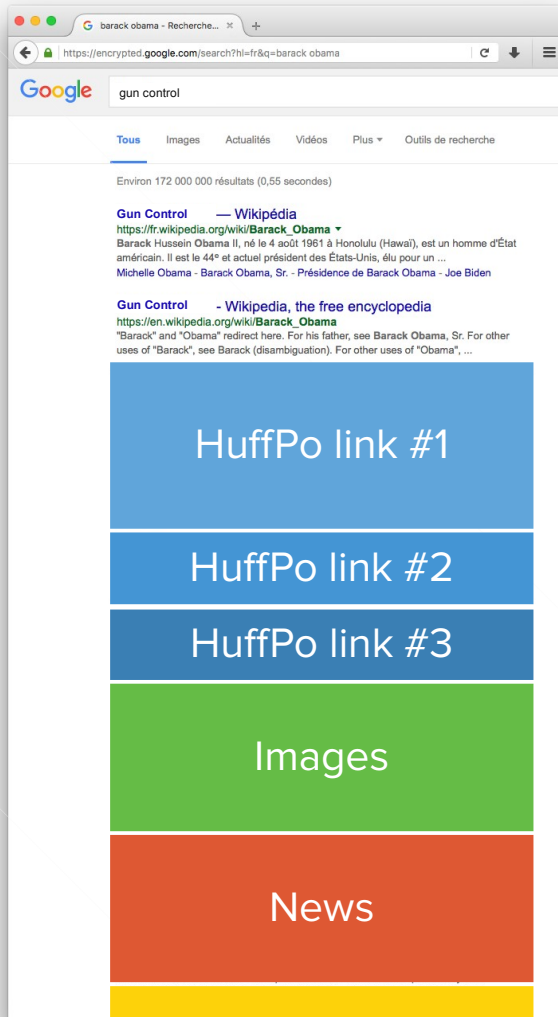 barack obama - Recherche...
https://encrypted.google.com/search?hl=fr&q=barack obama
Google
gun control
Tous Images Actualités Vidéos Plus Outils de recherche
Environ 172 000 000 résultats (0,55 secondes)
Gun Control — Wikipédia
https://fr.wikipedia.org/wiki/Barack_Obama
Barack Hussein Obama II, né le 4 août 1961 à Honolulu (Hawaï), est un homme d'État
américain. Il est le 44e et actuel président des États-Unis, élu pour un ...
Michelle Obama - Barack Obama, Sr. - Présidence de Barack Obama - Joe Biden
Gun Control - Wikipedia, the free encyclopedia
https://en.wikipedia.org/wiki/Barack_Obama
"Barack" and "Obama" redirect here. For his father, see Barack Obama, Sr. For other
uses of "Barack", see Barack (disambiguation). For other uses of "Obama", ...
HuffPo link #1
HuffPo link #2
HuffPo link #3
Images
News